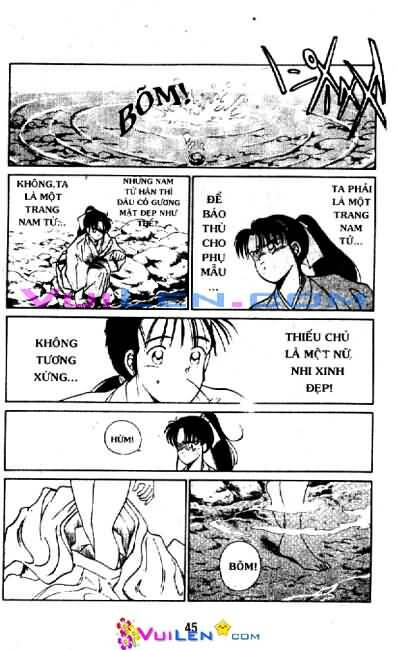 BÕM!
TA PHẢI
LÀ MỘT
TRANG
NAM
TỬ...
ĐỂ
BÁO
THÙ
CHO
PHỤ
MẪU
...
NHƯNG NAM
TỬ HÁN THÌ
ĐÂU CÓ GƯƠNG
MẶT ĐẸP NHƯ
THẾ?
KHÔNG,TA
LÀ MỘT
TRANG
NAM TỬ...
VUILEN.COM
THIẾU CHỦ
LÀ MỘT NỮ
NHI XINH
ĐẸP!
KHÔNG
TƯƠNG
XỨNG...
HỪM!
BÕM!
45
VUILEN.COM